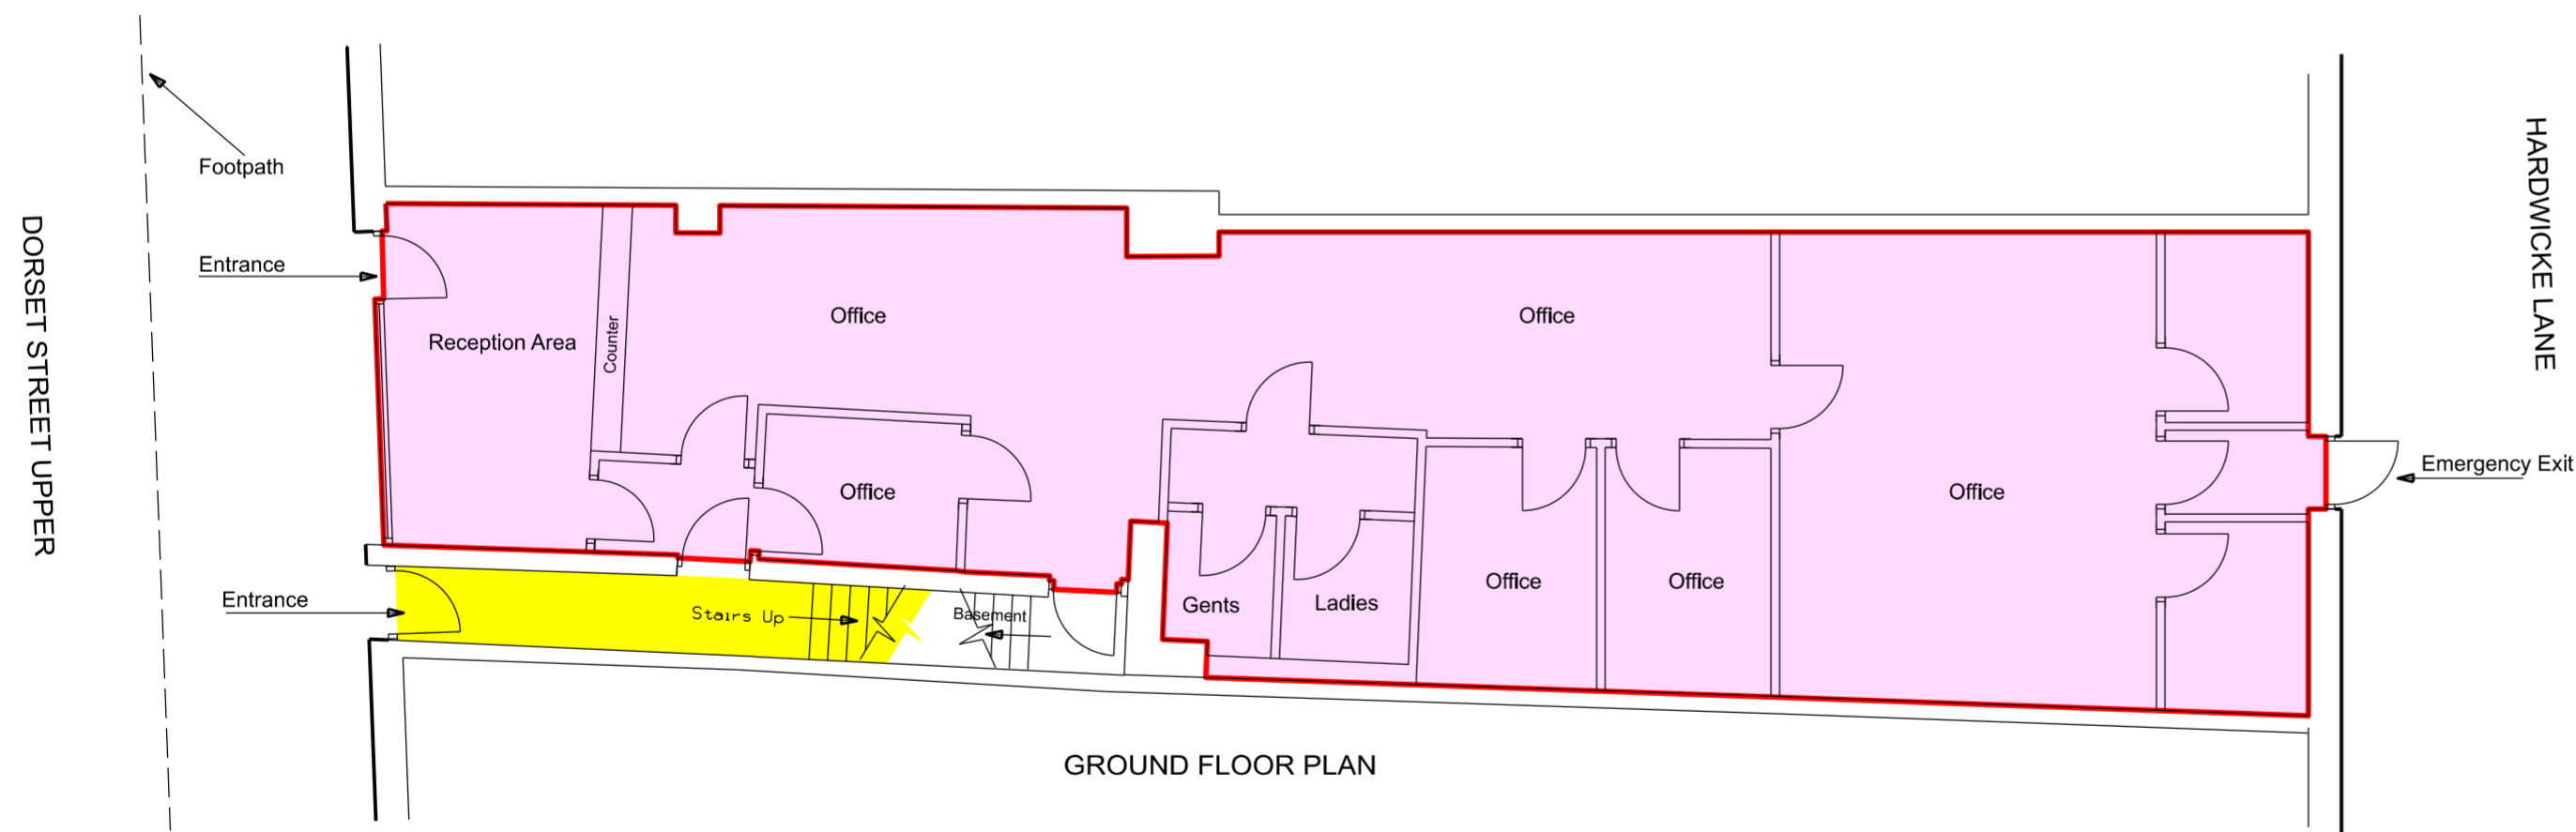 Footpath
DORSET STREET UPPER
HARDWICKE LANE
Entrance
Reception Area
Counter
Office
Office
Office
Office
Emergency Exit
Office
Office
Entrance
Stairs Up
Basement
Gents
Ladies
GROUND FLOOR PLAN